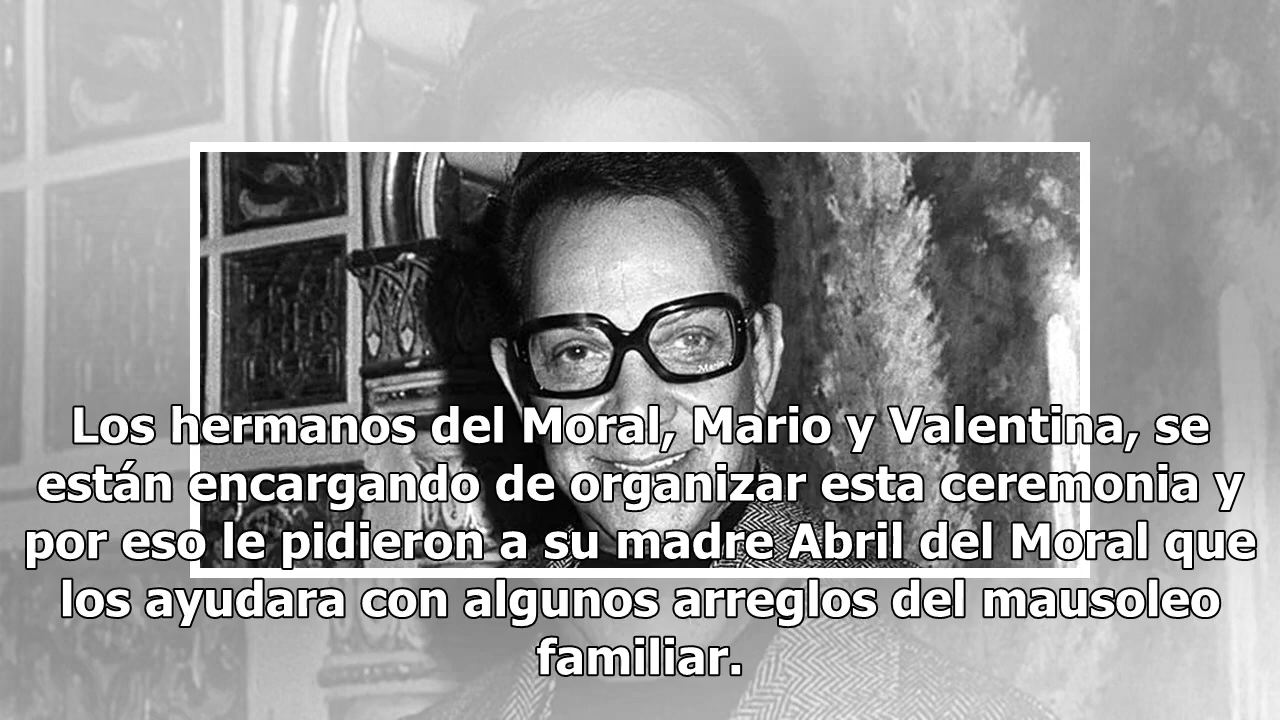 Los hermanos del Moral, Mario y Valentina, se
están encargando de organizar esta ceremonia y
por eso le pidieron a su madre Abril del Moral que
los ayudara con algunos arreglos del mausoleo
familiar.